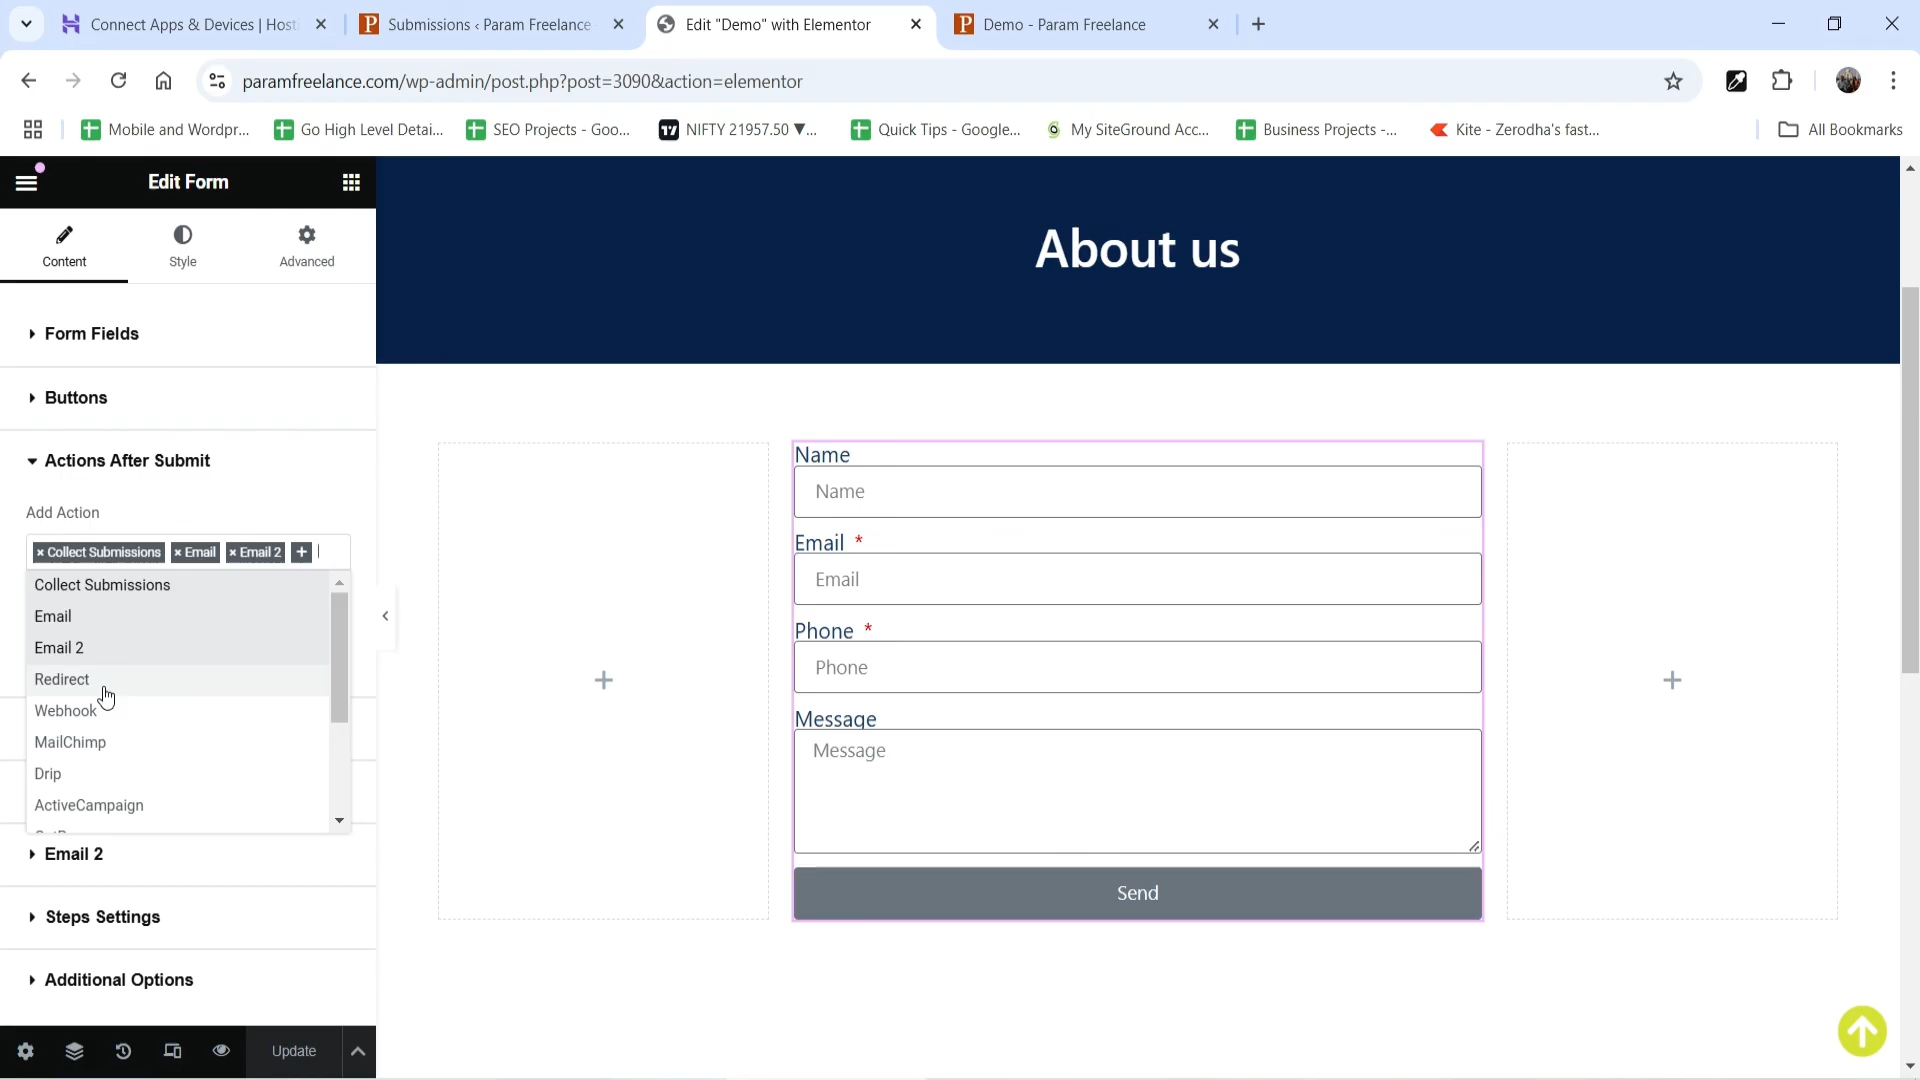 Connect Apps & Devices | Hosti
Submissions ‹ Param Freelance
Edit "Demo" with Elementor
Demo - Param Freelance
paramfreelance.com/wp-admin/post.php?post=3090&action=elementor
Mobile and Wordpr...
Go High Level Detai...
SEO Projects - Goo...
NIFTY 21957.50 ▼...
Quick Tips - Google...
My SiteGround Acc...
Business Projects -...
Kite - Zerodha's fast...
All Bookmarks
Edit Form
Content
Style
Advanced
Form Fields
Buttons
Actions After Submit
Add Action
× Collect Submissions × Email × Email 2 +
Collect Submissions
Email
Email 2
Redirect
Webhook
MailChimp
Drip
ActiveCampaign
Email 2
Steps Settings
Additional Options
Update
About us
Name
Name
Email *
Email
Phone *
Phone
Message
Message
Send